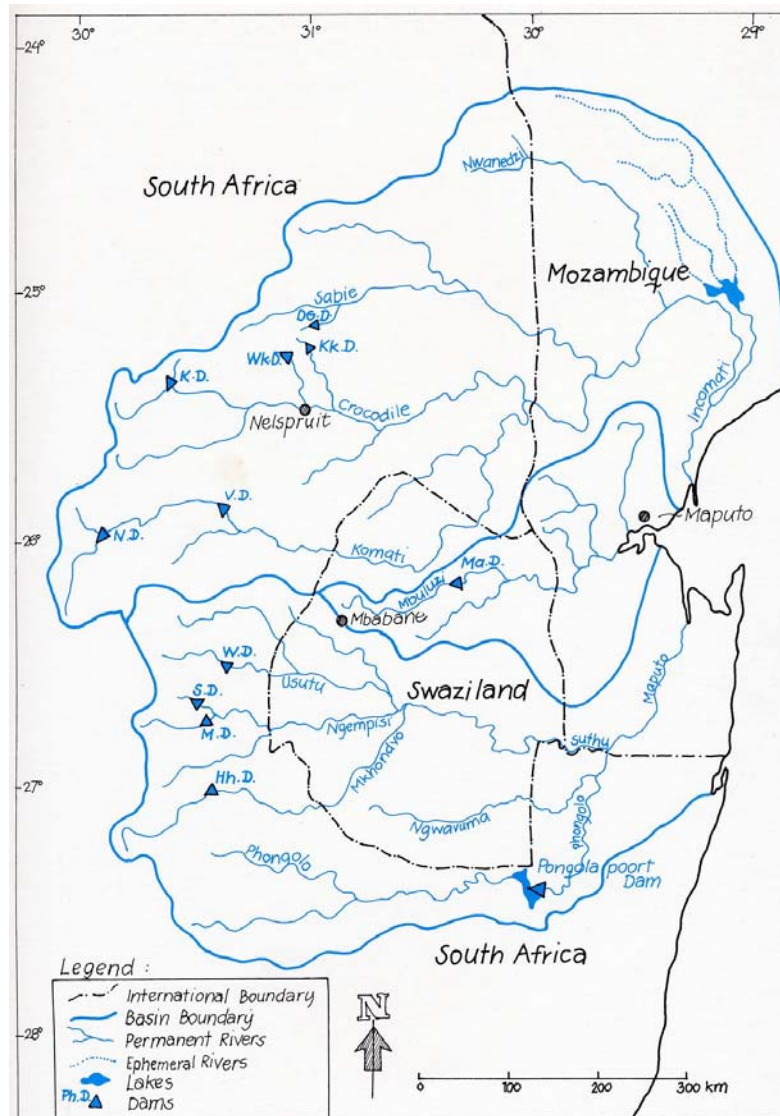 30°
31°
30°
29°
-24°
Nwanedzi
South Africa
Mozambique
-25°
Sabie
DG.D.
Kk.D.
Wk.D.
K.D.
Nelspruit
Crocodile
Incomati
V.D.
N.D.
Maputo
-26°
Komati
Ma.D.
Mbuluzi
Mbabane
W.D.
Usutu
Swaziland
Maputo
S.D.
M.D.
Ngempisi
suthu
-27°
Hh.D.
Mkhondvo
Ngwavuma
phongolo
Phongolo
Pongola poort
Dam
South Africa
Legend :
International Boundary
Basin Boundary
Permanent Rivers
Ephemeral Rivers
Lakes
Ph.D.
Dams
-28°
N
0 100 200 300 km